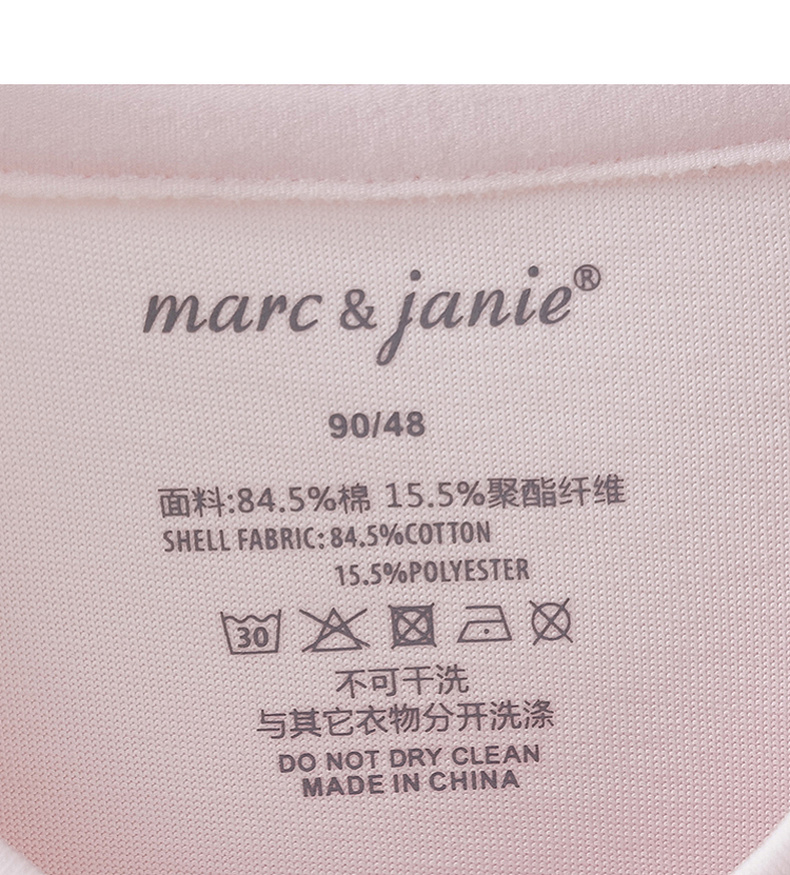 marc & janie®
90/48
面料:84.5%棉 15.5%聚酯纤维
SHELL FABRIC: 84.5%COTTON
15.5%POLYESTER
30
不可干洗
与其它衣物分开洗涤
DO NOT DRY CLEAN
MADE IN CHINA